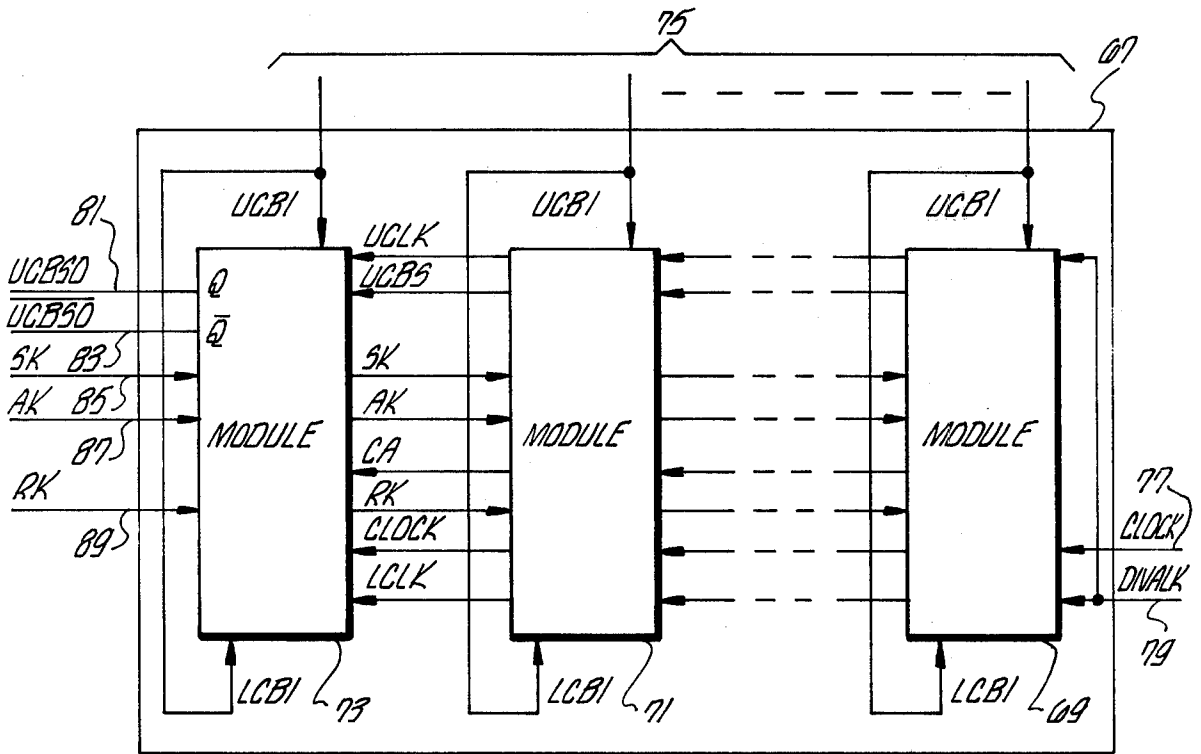 75
67
UCBI UCBI UCBI
81
UCLK
UCBSO Q UCBS
U̅C̅B̅S̅O̅ Q̅
83
SK 85 SK
AK 87 AK
MODULE MODULE MODULE
CA
RK RK
77
89 CLOCK CLOCK
LCLK DIVALK
79
LCBI 73 LCBI 71 LCBI 69